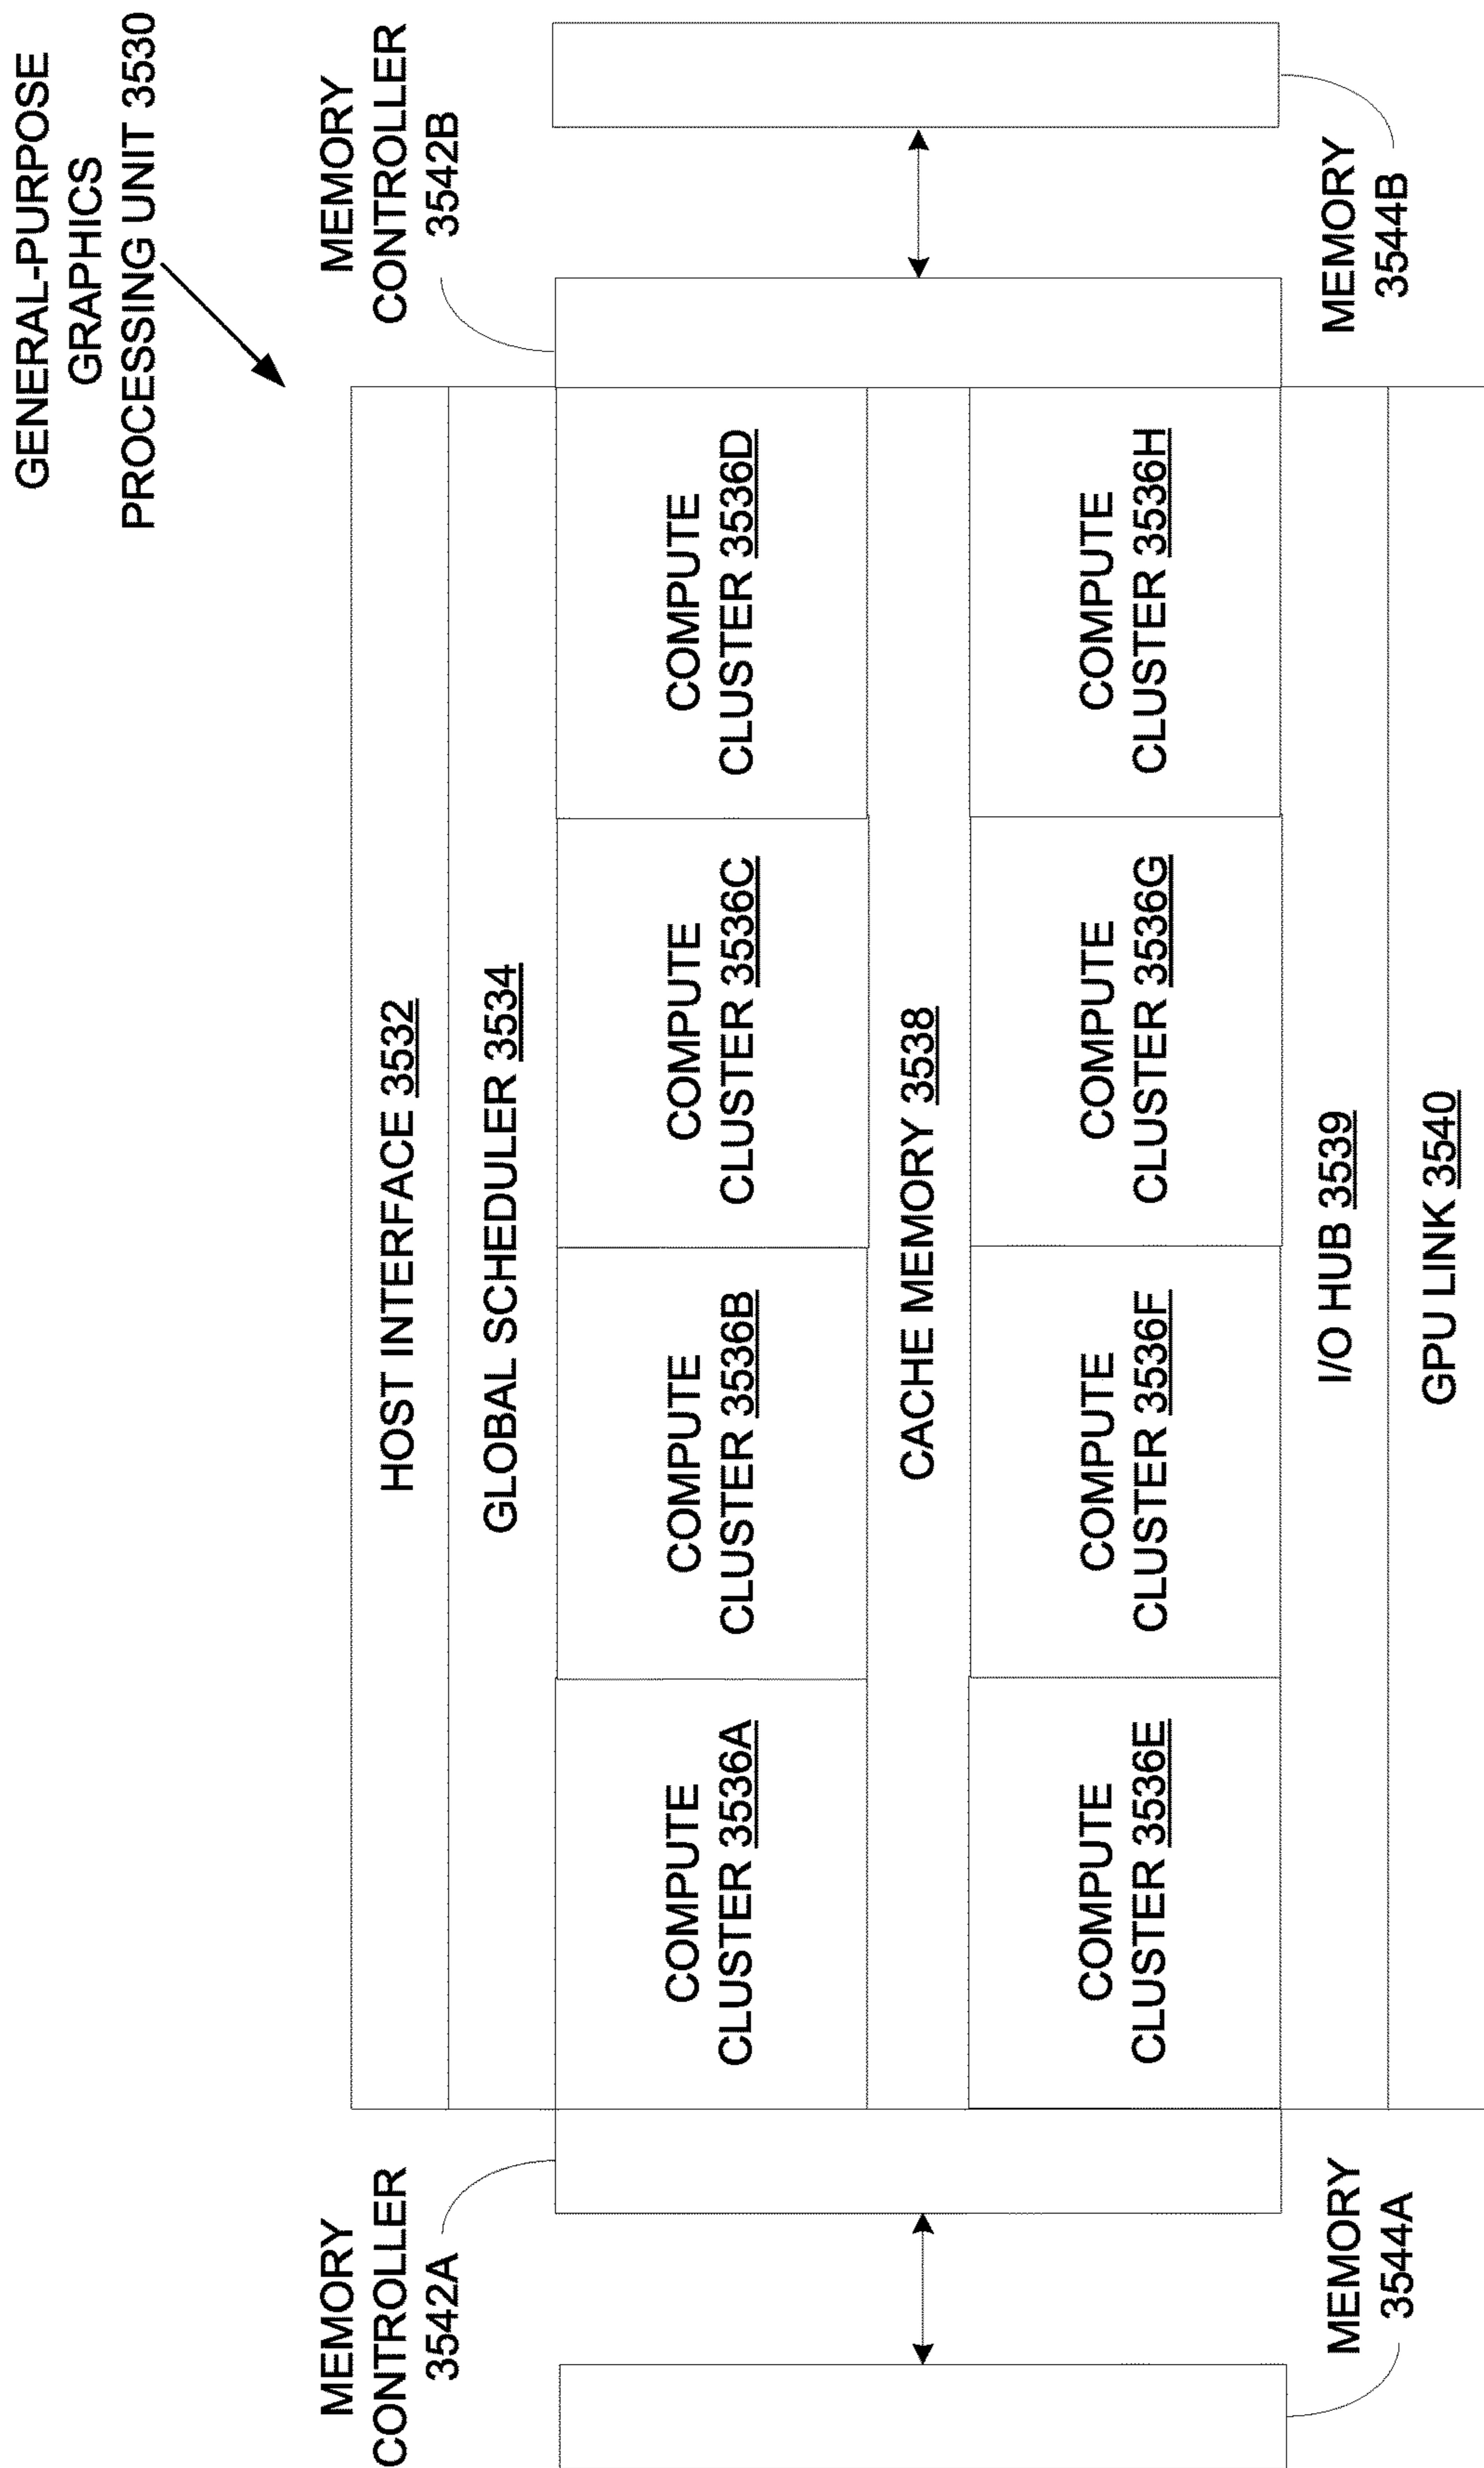 GENERAL-PURPOSE
GRAPHICS
PROCESSING UNIT 3530
MEMORY
CONTROLLER
3542A
MEMORY
CONTROLLER
3542B
HOST INTERFACE 3532
GLOBAL SCHEDULER 3534
COMPUTE
CLUSTER 3536A
COMPUTE
CLUSTER 3536B
COMPUTE
CLUSTER 3536C
COMPUTE
CLUSTER 3536D
CACHE MEMORY 3538
COMPUTE
CLUSTER 3536E
COMPUTE
CLUSTER 3536F
COMPUTE
CLUSTER 3536G
COMPUTE
CLUSTER 3536H
I/O HUB 3539
GPU LINK 3540
MEMORY
3544A
MEMORY
3544B